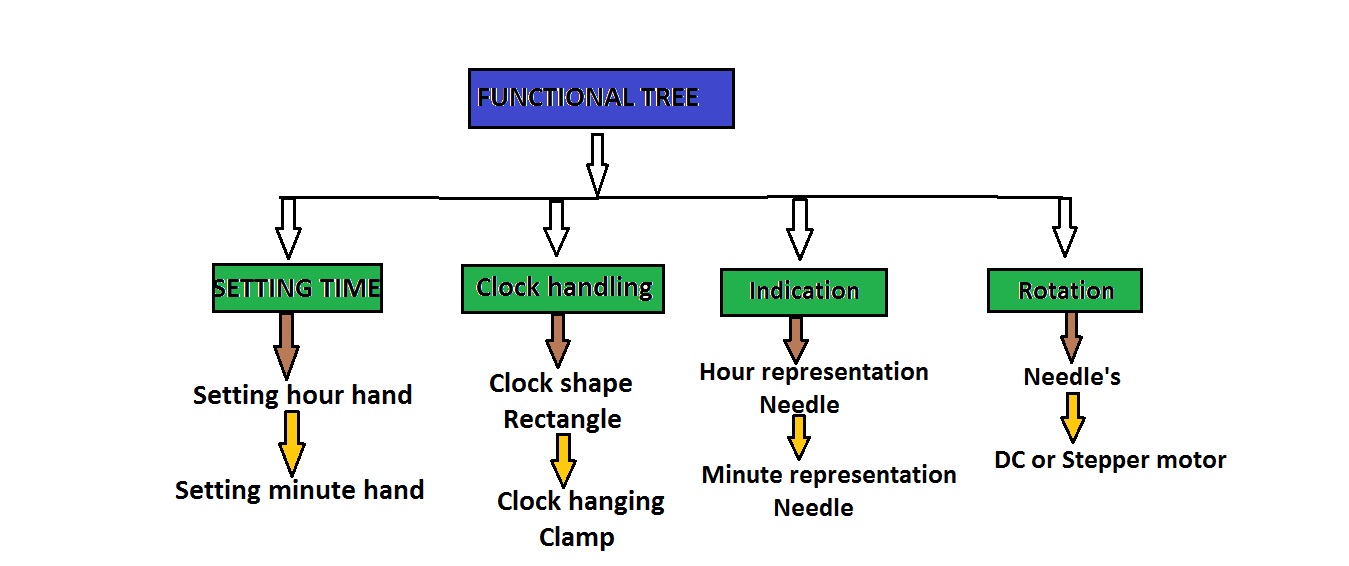 FUNCTIONAL TREE
SETTING TIME
Clock handling
Indication
Rotation
Setting hour hand
Setting minute hand
Clock shape
Rectangle
Clock hanging
Clamp
Hour representation
Needle
Minute representation
Needle
Needle's
DC or Stepper motor